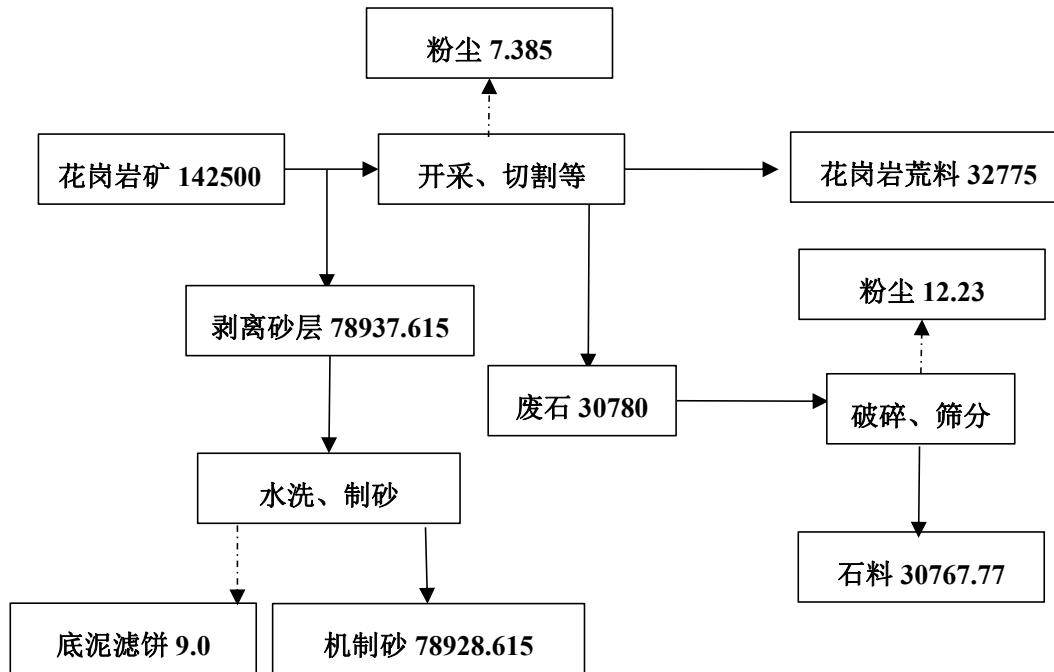 粉尘 7.385
花岗岩矿 142500
开采、切割等
花岗岩荒料 32775
粉尘 12.23
剥离砂层 78937.615
废石 30780
破碎、筛分
水洗、制砂
石料 30767.77
底泥滤饼 9.0
机制砂 78928.615